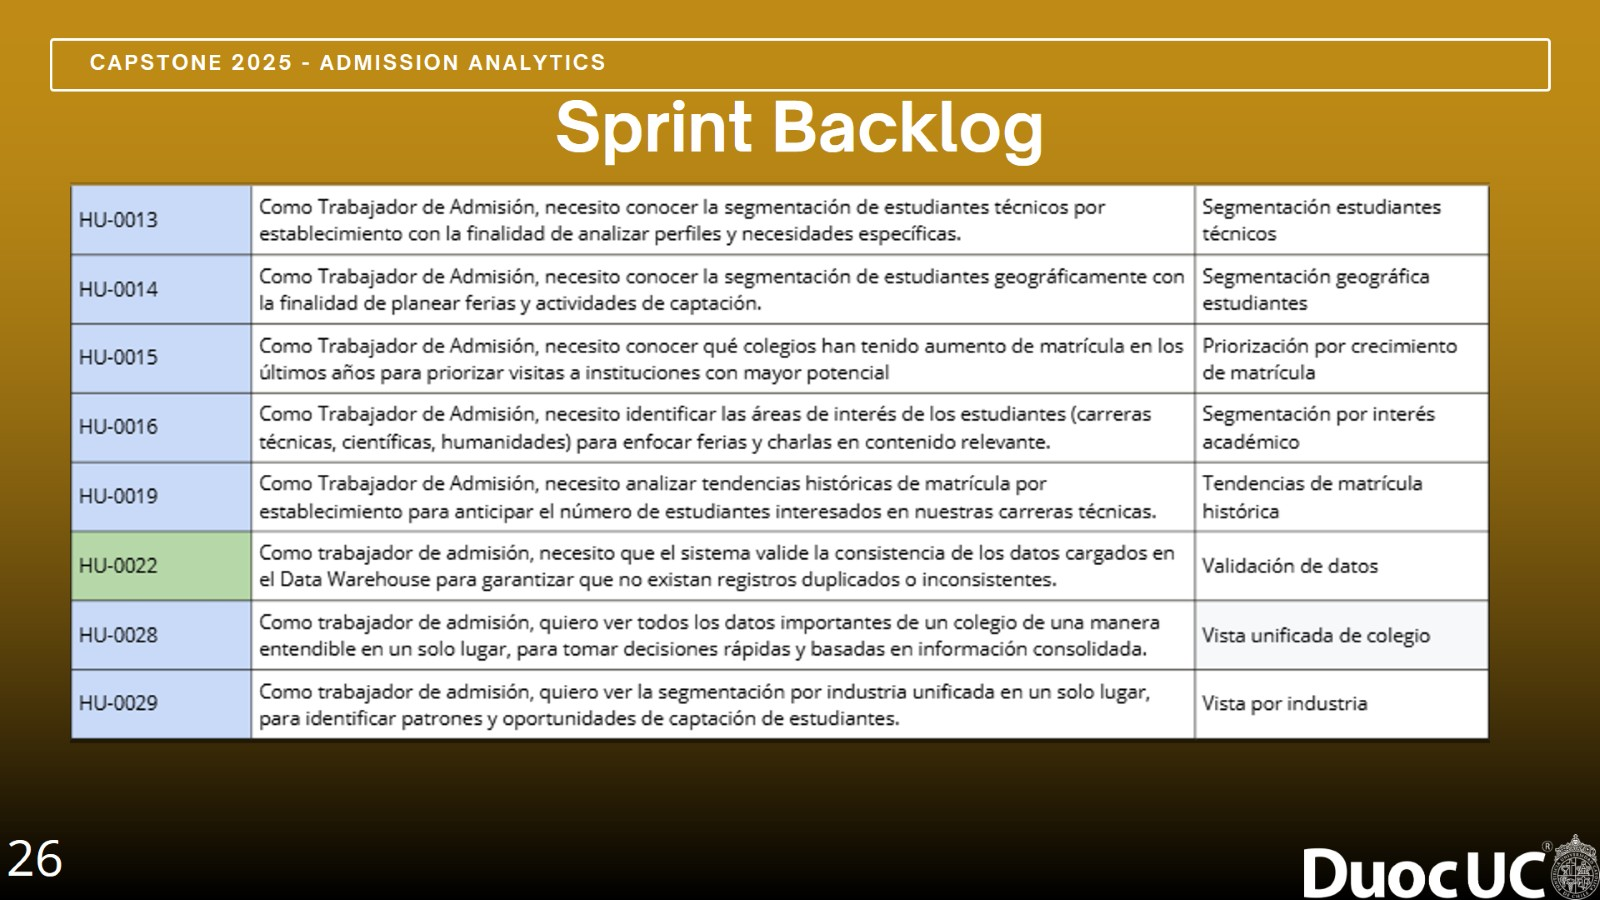 CAPSTONE 2025 - ADMISSION ANALYTICS
Sprint Backlog
HU-0013
Como Trabajador de Admisión, necesito conocer la segmentación de estudiantes técnicos por
establecimiento con la finalidad de analizar perfiles y necesidades específicas.
Segmentación estudiantes
técnicos
HU-0014
Como Trabajador de Admisión, necesito conocer la segmentación de estudiantes geográficamente con
la finalidad de planear ferias y actividades de captación.
Segmentación geográfica
estudiantes
HU-0015
Como Trabajador de Admisión, necesito conocer qué colegios han tenido aumento de matrícula en los
últimos años para priorizar visitas a instituciones con mayor potencial
Priorización por crecimiento
de matrícula
HU-0016
Como Trabajador de Admisión, necesito identificar las áreas de interés de los estudiantes (carreras
técnicas, científicas, humanidades) para enfocar ferias y charlas en contenido relevante.
Segmentación por interés
académico
HU-0019
Como Trabajador de Admisión, necesito analizar tendencias históricas de matrícula por
establecimiento para anticipar el número de estudiantes interesados en nuestras carreras técnicas.
Tendencias de matrícula
histórica
HU-0022
Como trabajador de admisión, necesito que el sistema valide la consistencia de los datos cargados en
el Data Warehouse para garantizar que no existan registros duplicados o inconsistentes.
Validación de datos
HU-0028
Como trabajador de admisión, quiero ver todos los datos importantes de un colegio de una manera
entendible en un solo lugar, para tomar decisiones rápidas y basadas en información consolidada.
Vista unificada de colegio
HU-0029
Como trabajador de admisión, quiero ver la segmentación por industria unificada en un solo lugar,
para identificar patrones y oportunidades de captación de estudiantes.
Vista por industria
26
DuocUC®